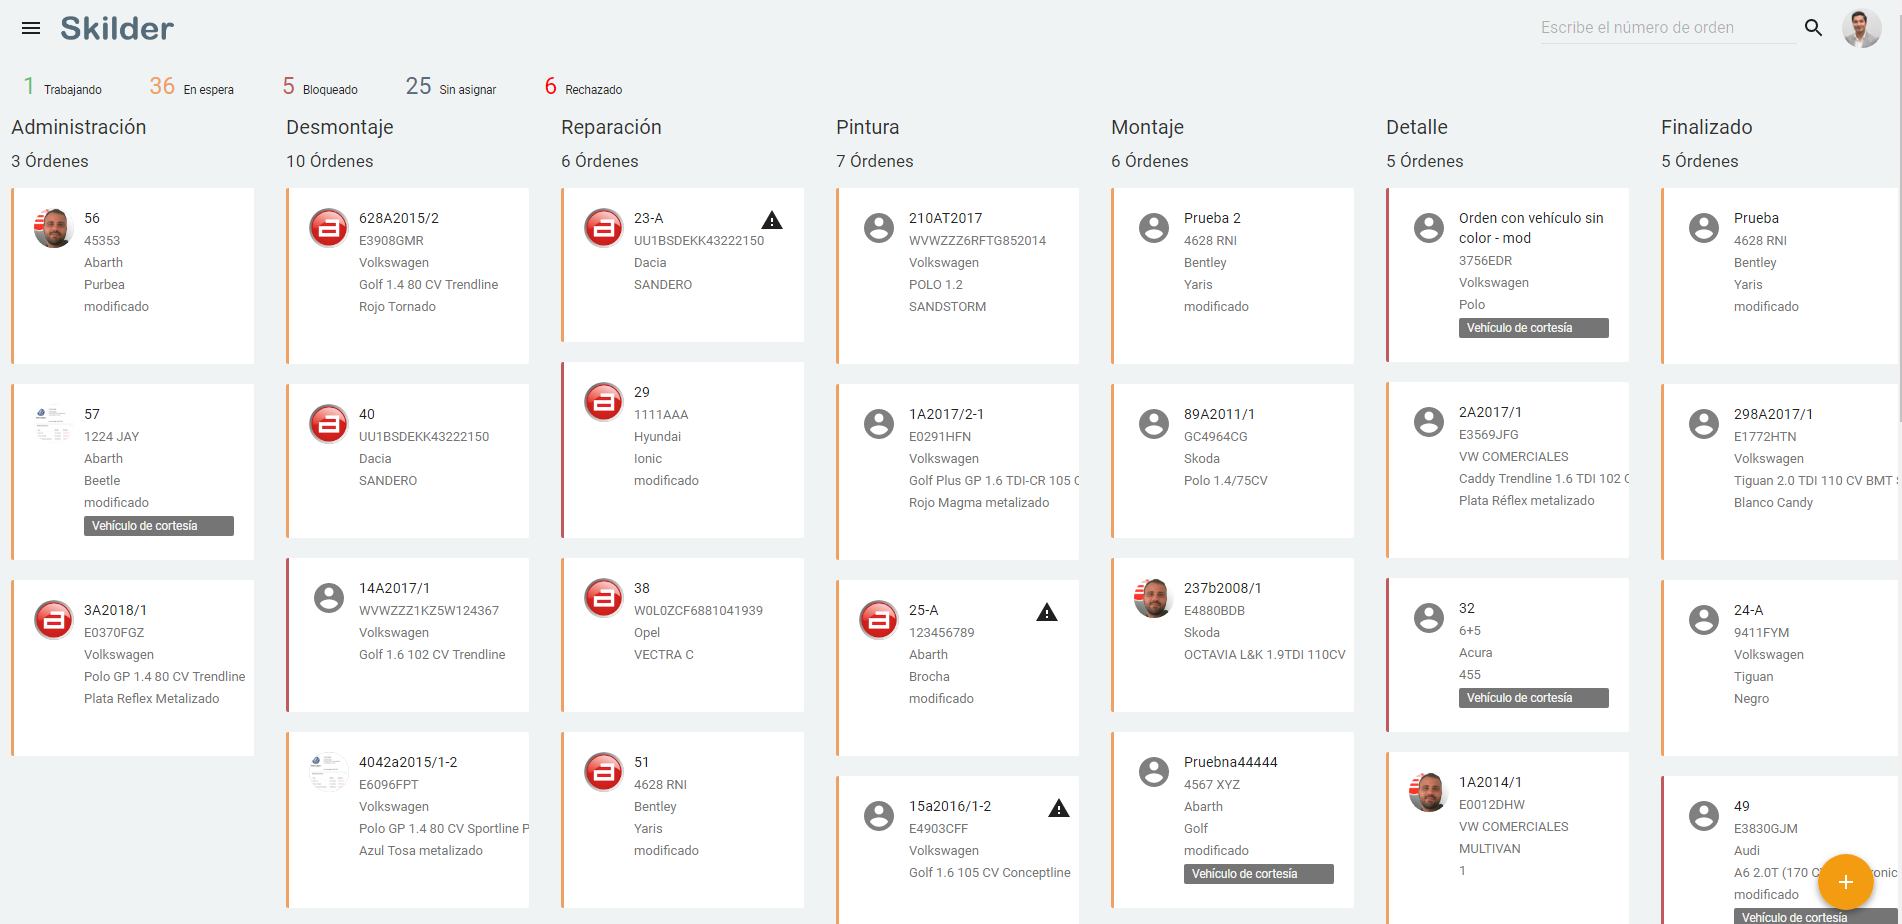 Skilder
Escribe el número de orden
1 Trabajando
36 En espera
5 Bloqueado
25 Sin asignar
6 Rechazado
Administración
3 Órdenes
56
45353
Abarth
Purbea
modificado
57
1224 JAY
Abarth
Beetle
modificado
Vehículo de cortesía
3A2018/1
E0370FGZ
Volkswagen
Polo GP 1.4 80 CV Trendline
Plata Reflex Metalizado
Desmontaje
10 Órdenes
628A2015/2
E3908GMR
Volkswagen
Golf 1.4 80 CV Trendline
Rojo Tornado
40
UU1BSDEKK43222150
Dacia
SANDERO
14A2017/1
WVWZZZ1KZ5W124367
Volkswagen
Golf 1.6 102 CV Trendline
4042a2015/1-2
E6096FPT
Volkswagen
Polo GP 1.4 80 CV Sportline P
Azul Tosa metalizado
Reparación
6 Órdenes
23-A
UU1BSDEKK43222150
Dacia
SANDERO
29
1111AAA
Hyundai
Ionic
modificado
38
W0L0ZCF6881041939
Opel
VECTRA C
51
4628 RNI
Bentley
Yaris
modificado
Pintura
7 Órdenes
210AT2017
WVWZZZ6RFTG852014
Volkswagen
POLO 1.2
SANDSTORM
1A2017/2-1
E0291HFN
Volkswagen
Golf Plus GP 1.6 TDI-CR 105 C
Rojo Magma metalizado
25-A
123456789
Abarth
Brocha
modificado
15a2016/1-2
E4903CFF
Volkswagen
Golf 1.6 105 CV Conceptline
Montaje
6 Órdenes
Prueba 2
4628 RNI
Bentley
Yaris
modificado
89A2011/1
GC4964CG
Skoda
Polo 1.4/75CV
237b2008/1
E4880BDB
Skoda
OCTAVIA L&K 1.9TDI 110CV
Pruebna44444
4567 XYZ
Abarth
Golf
modificado
Vehículo de cortesía
Detalle
5 Órdenes
Orden con vehículo sin
color - mod
3756EDR
Volkswagen
Polo
Vehículo de cortesía
2A2017/1
E3569JFG
VW COMERCIALES
Caddy Trendline 1.6 TDI 102 C
Plata Réflex metalizado
32
6+5
Acura
455
Vehículo de cortesía
1A2014/1
E0012DHW
VW COMERCIALES
MULTIVAN
1
Finalizado
5 Órdenes
Prueba
4628 RNI
Bentley
Yaris
modificado
298A2017/1
E1772HTN
Volkswagen
Tiguan 2.0 TDI 110 CV BMT
Blanco Candy
24-A
9411FYM
Volkswagen
Tiguan
Negro
49
E3830GJM
Audi
A6 2.0T (170 C
modificado
Vehículo de cortesía